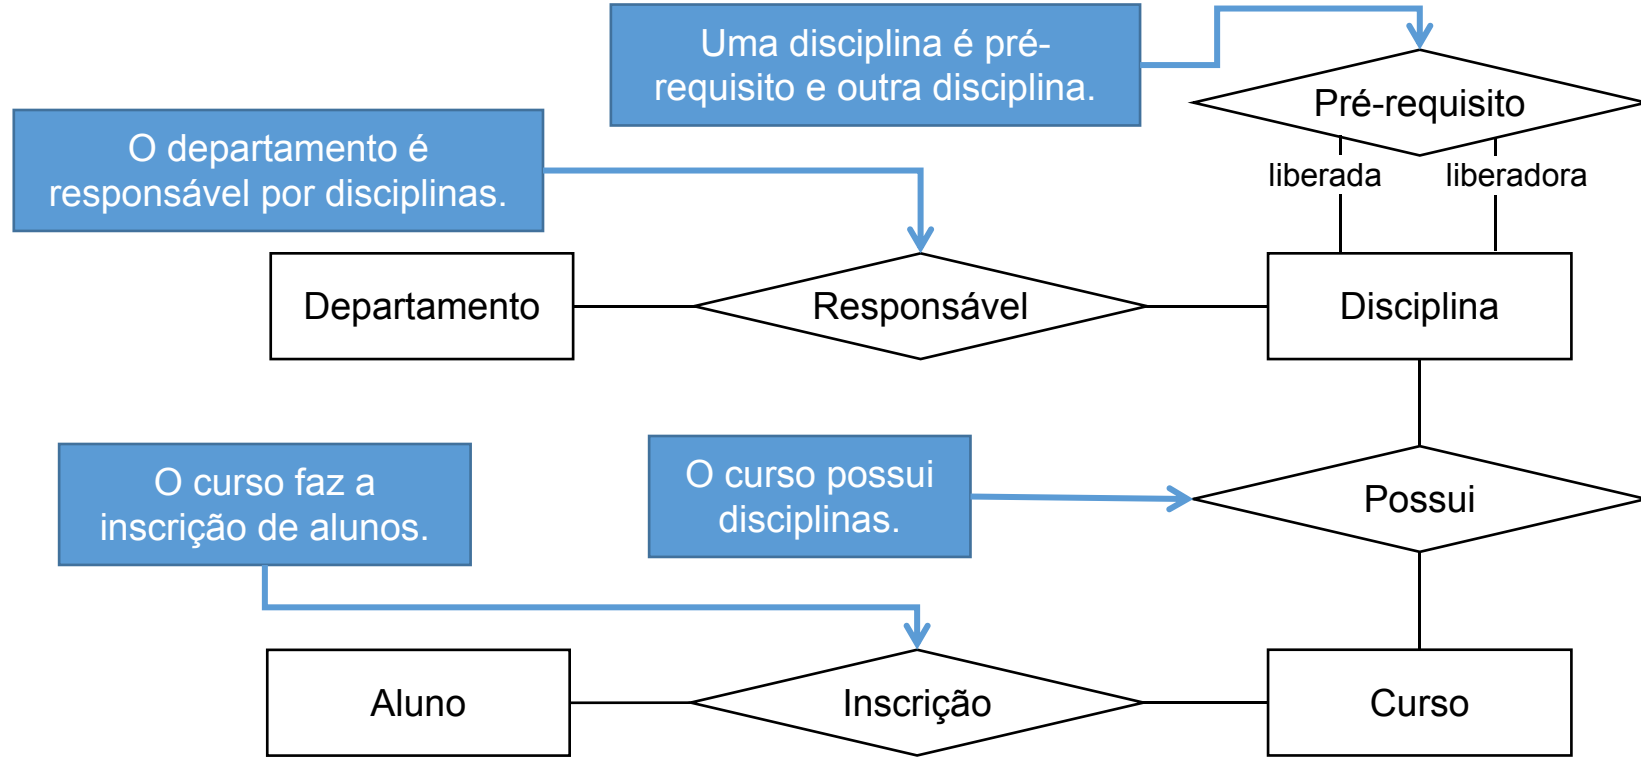 Uma disciplina é pré-
requisito e outra disciplina.
Pré-requisito
O departamento é
responsável por disciplinas.
liberada
liberadora
Departamento
Responsável
Disciplina
O curso faz a
inscrição de alunos.
O curso possui
disciplinas.
Possui
Aluno
Inscrição
Curso